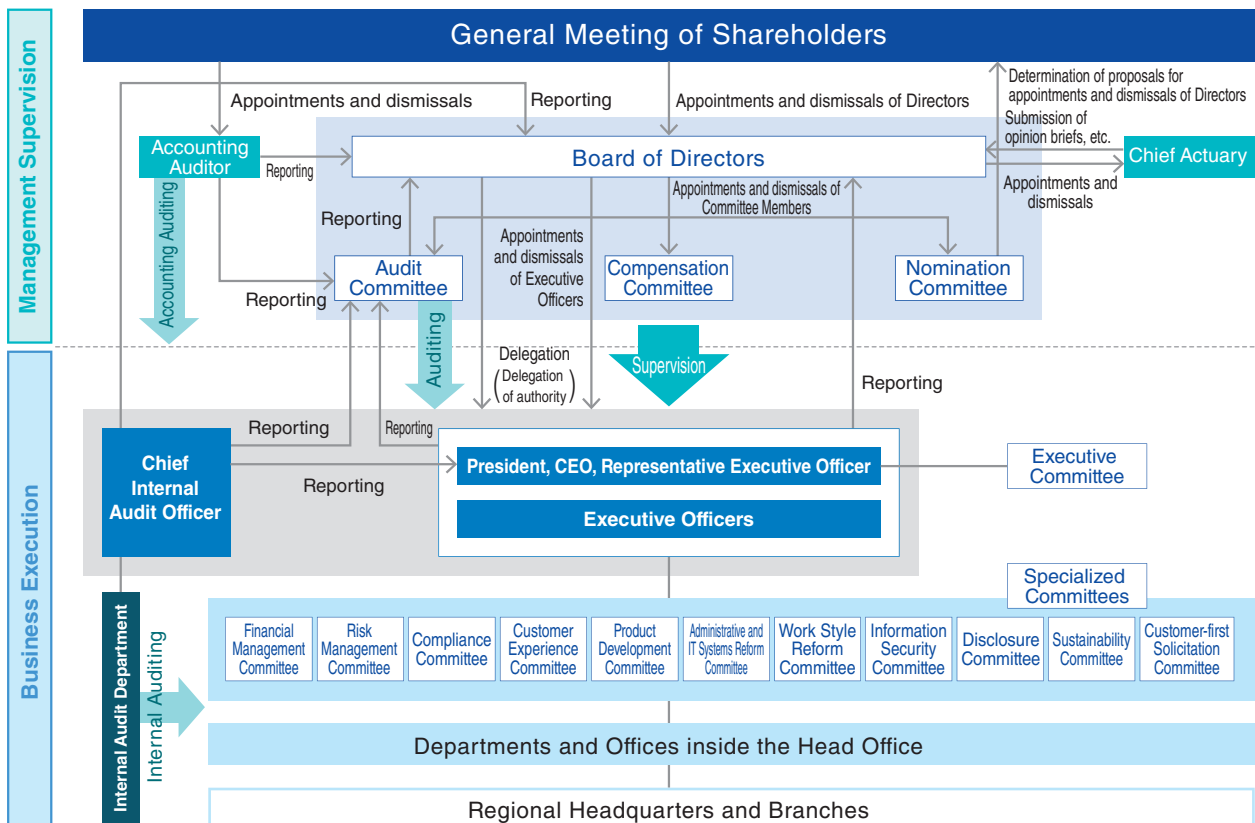 Management Supervision
General Meeting of Shareholders
Appointments and dismissals
Reporting
Appointments and dismissals of Directors
Determination of proposals for
appointments and dismissals of Directors
Submission of
opinion briefs, etc.
Accounting
Auditor
Reporting
Board of Directors
Chief Actuary
Appointments and
dismissals
Accounting Auditing
Reporting
Appointments and dismissals of
Committee Members
Appointments
and dismissals
of Executive
Officers
Audit
Committee
Compensation
Committee
Nomination
Committee
Reporting
Auditing
Supervision
Business Execution
Delegation
(Delegation
of authority)
Reporting
Reporting
Reporting
Chief
Internal
Audit Officer
Reporting
President, CEO, Representative Executive Officer
Executive Officers
Executive
Committee
Specialized
Committees
Internal Audit Department
Internal Auditing
Financial
Management
Committee
Risk
Management
Committee
Compliance
Committee
Customer
Experience
Committee
Product
Development
Committee
Administrative and
IT Systems Reform
Committee
Work Style
Reform
Committee
Information
Security
Committee
Disclosure
Committee
Sustainability
Committee
Customer-first
Solicitation
Committee
Departments and Offices inside the Head Office
Regional Headquarters and Branches